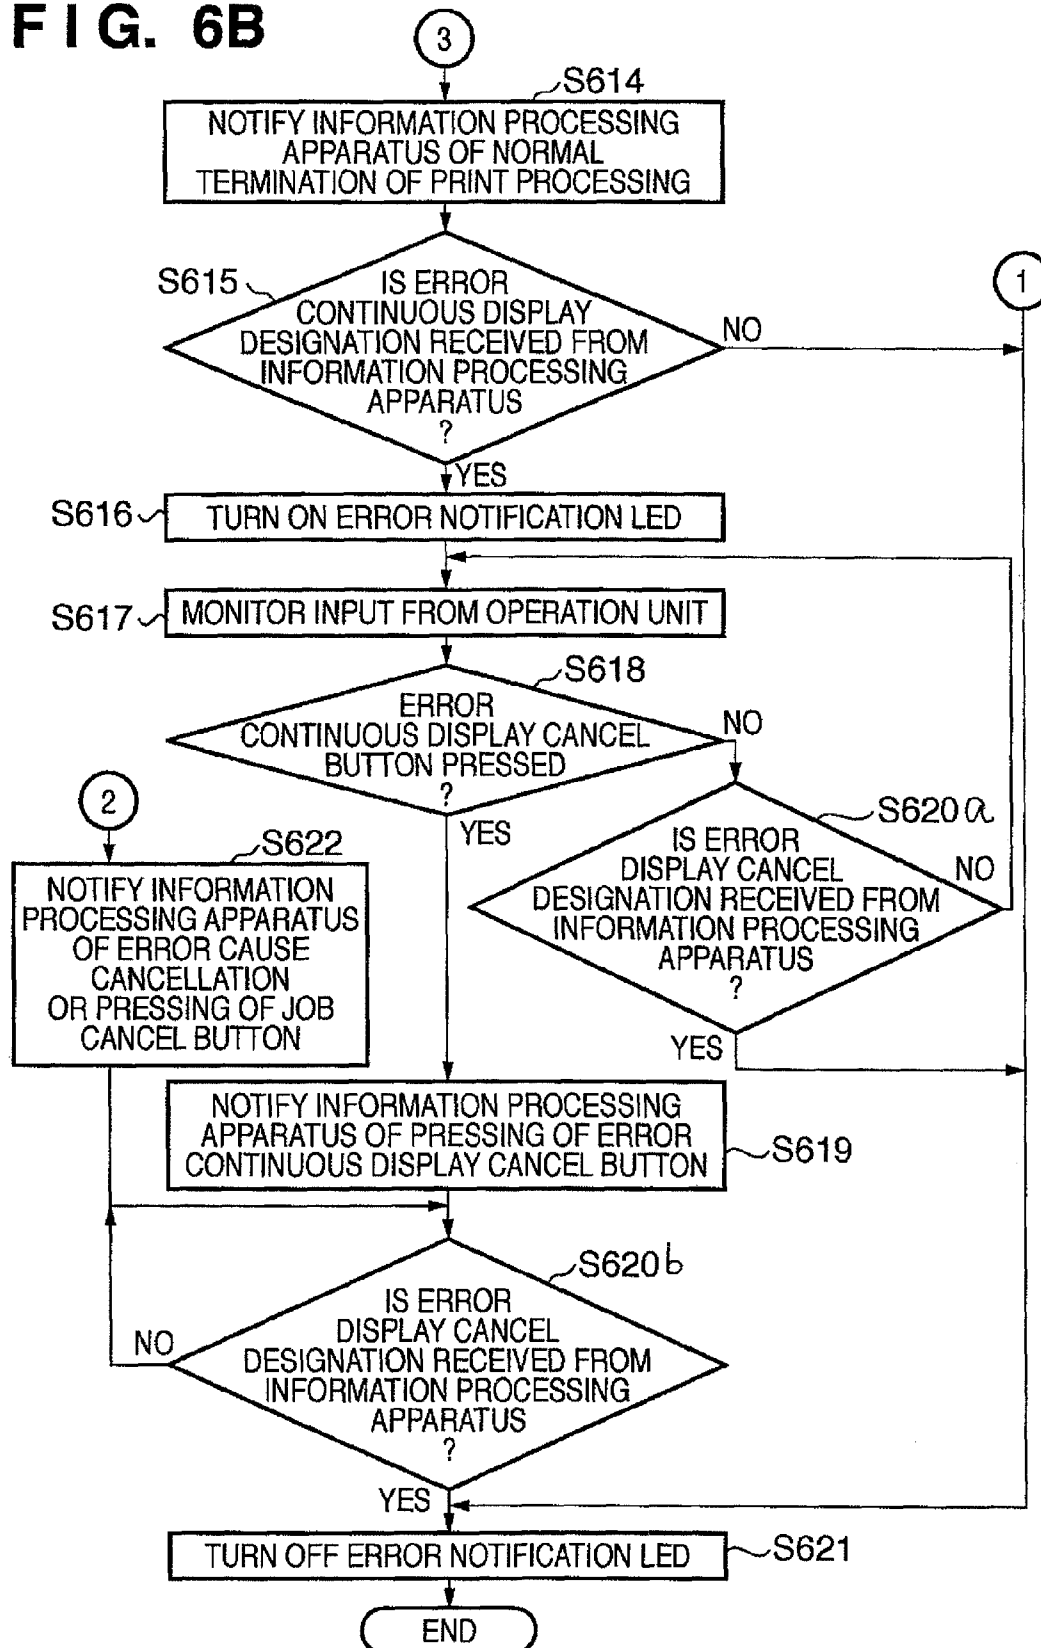 FIG. 6B
3
S614
NOTIFY INFORMATION PROCESSING
APPARATUS OF NORMAL
TERMINATION OF PRINT PROCESSING
S615
IS ERROR
CONTINUOUS DISPLAY
DESIGNATION RECEIVED FROM
INFORMATION PROCESSING
APPARATUS
?
NO
1
YES
S616
TURN ON ERROR NOTIFICATION LED
S617
MONITOR INPUT FROM OPERATION UNIT
S618
ERROR
CONTINUOUS DISPLAY CANCEL
BUTTON PRESSED
?
NO
YES
2
S622
NOTIFY INFORMATION
PROCESSING APPARATUS
OF ERROR CAUSE
CANCELLATION
OR PRESSING OF JOB
CANCEL BUTTON
S620a
IS ERROR
DISPLAY CANCEL
DESIGNATION RECEIVED FROM
INFORMATION PROCESSING
APPARATUS
?
NO
YES
NOTIFY INFORMATION PROCESSING
APPARATUS OF PRESSING OF ERROR
CONTINUOUS DISPLAY CANCEL BUTTON
S619
S620b
IS ERROR
DISPLAY CANCEL
DESIGNATION RECEIVED FROM
INFORMATION PROCESSING
APPARATUS
?
NO
YES
TURN OFF ERROR NOTIFICATION LED
S621
END